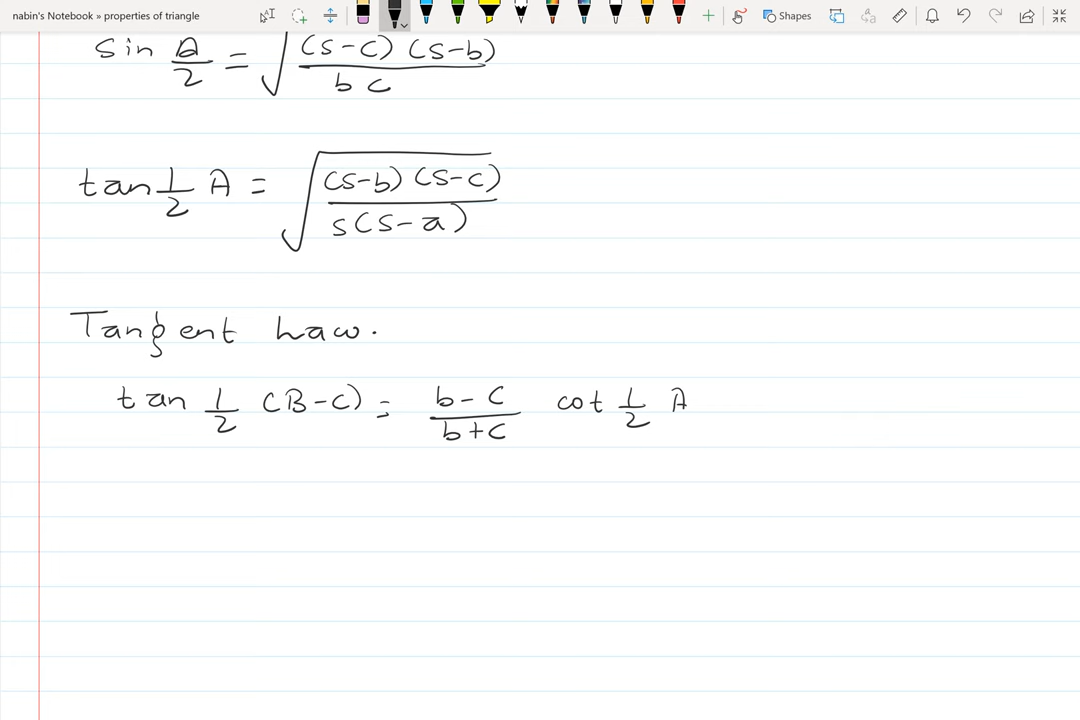 nabin's Notebook » properties of triangle
Shapes
sin A/2 = √((s-c) (s-b) / bc)
tan 1/2 A = √((s-b) (s-c) / s(s-a))
Tangent Law.
tan 1/2 (B-C) = b-c / b+c cot 1/2 A